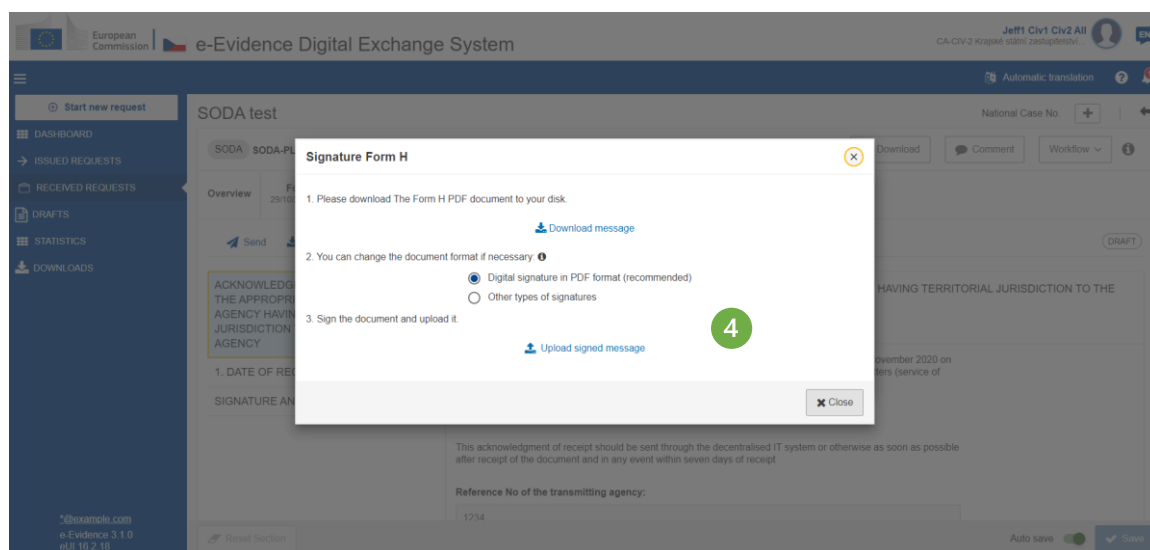 European
Commission
e-Evidence Digital Exchange System
Jeff1 Civ1 Civ2 All
CA-CIV-2 Krajské státní zastupitelství ...
EN
Automatic translation
Start new request
DASHBOARD
ISSUED REQUESTS
RECEIVED REQUESTS
DRAFTS
STATISTICS
DOWNLOADS
SODA test
National Case No.
SODA SODA-PL
Download
Comment
Workflow
Overview
29/10/
Send
DRAFT
ACKNOWLEDG
THE APPROPRI
AGENCY HAVIN
JURISDICTION
AGENCY
HAVING TERRITORIAL JURISDICTION TO THE
1. DATE OF REC
SIGNATURE AN
ovember 2020 on
ters (service of
Signature Form H
1. Please download The Form H PDF document to your disk.
Download message
2. You can change the document format if necessary.
Digital signature in PDF format (recommended)
Other types of signatures
3. Sign the document and upload it.
4
Upload signed message
Close
This acknowledgment of receipt should be sent through the decentralised IT system or otherwise as soon as possible
after receipt of the document and in any event within seven days of receipt
Reference No of the transmitting agency:
1234
*@example.com
e-Evidence 3.1.0
eUI 16.2.18
Reset Section
Auto save
Save